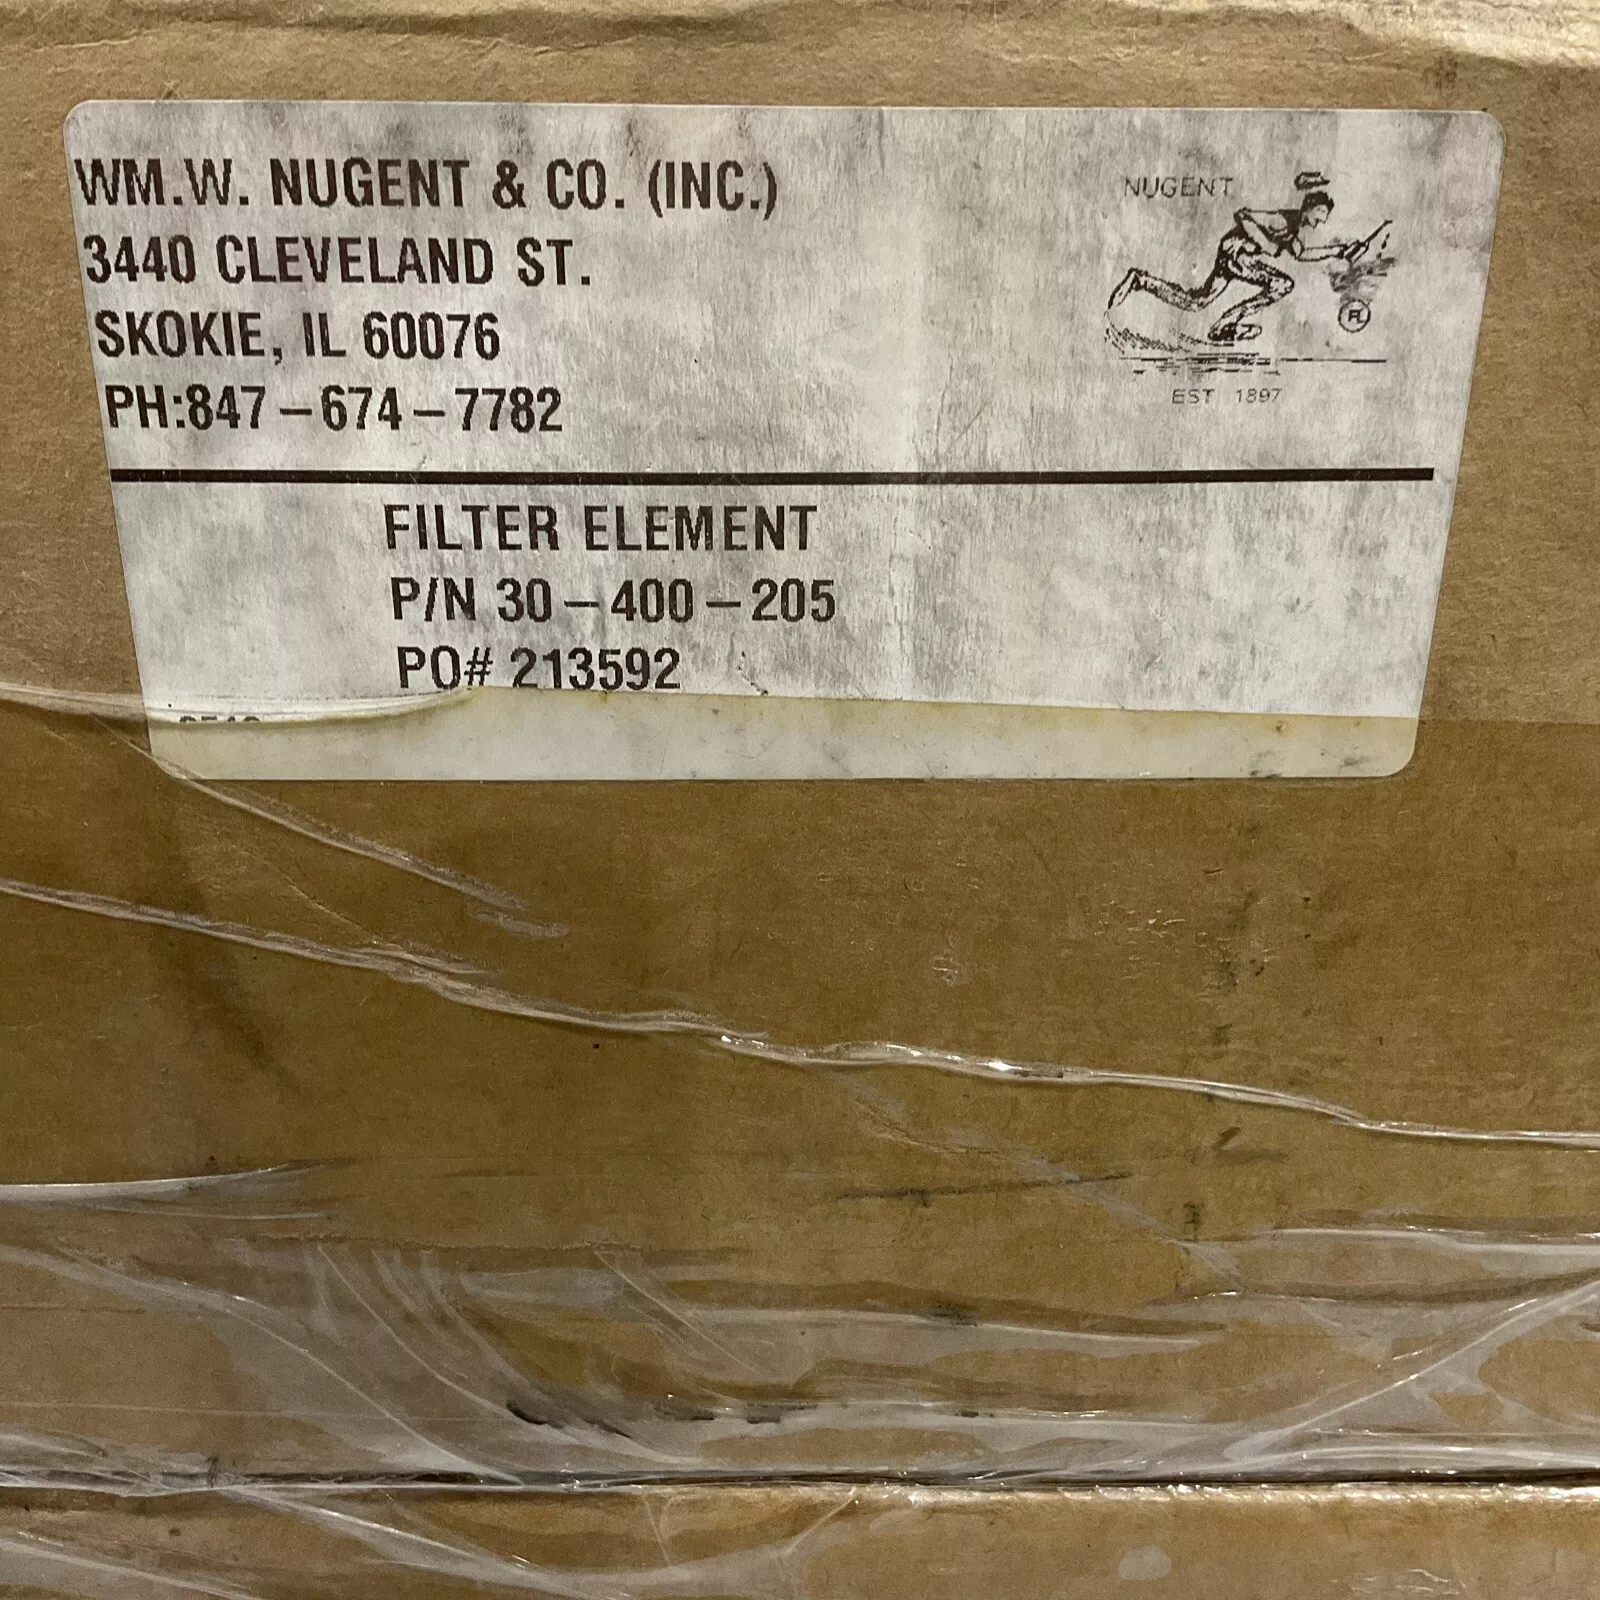 WM.W. NUGENT & CO. (INC.)
3440 CLEVELAND ST.
SKOKIE, IL 60076
PH:847-674-7782
NUGENT
EST 1897
FILTER ELEMENT
P/N 30-400-205
PO# 213592